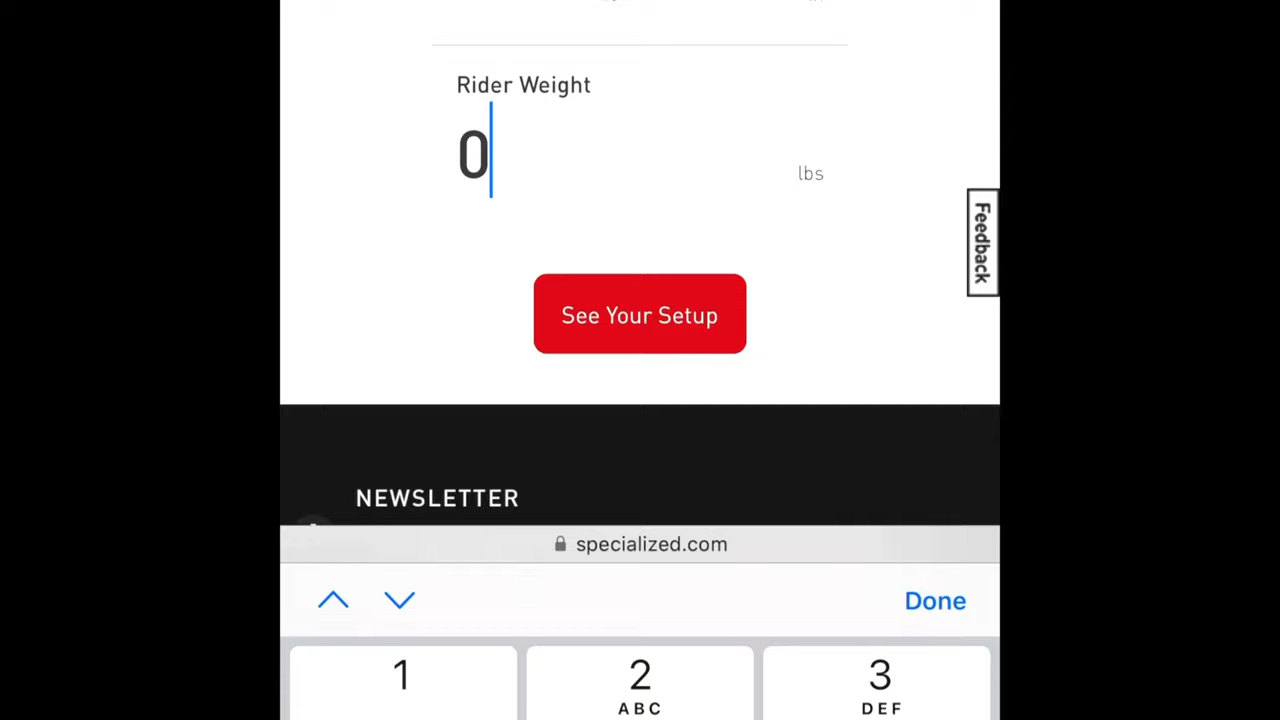 Rider Weight
0
lbs
Feedback
See Your Setup
NEWSLETTER
specialized.com
Done
1
2
3
ABC
DEF